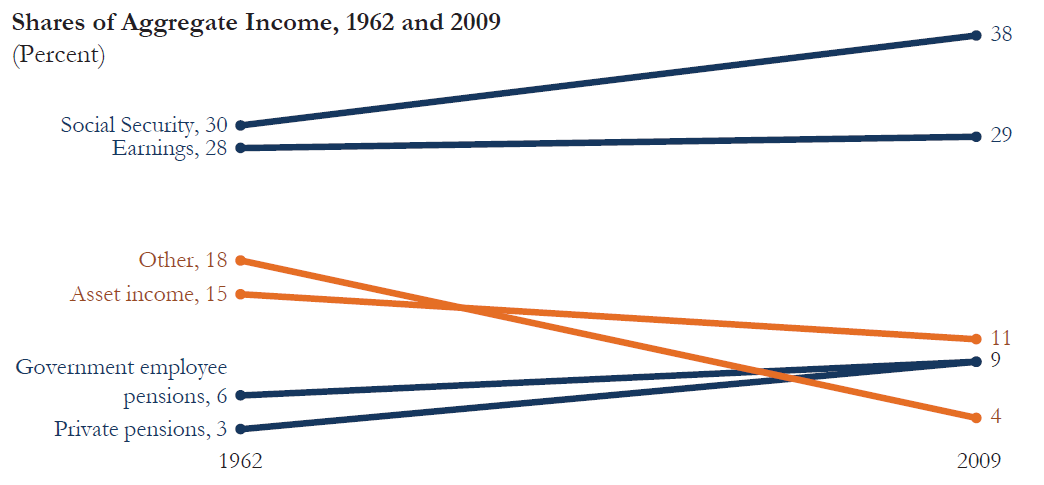 Shares of Aggregate Income, 1962 and 2009
(Percent)
38
Social Security, 30
29
Earnings, 28
Other, 18
Asset income, 15
11
9
Government employee
pensions, 6
4
Private pensions, 3
1962
2009